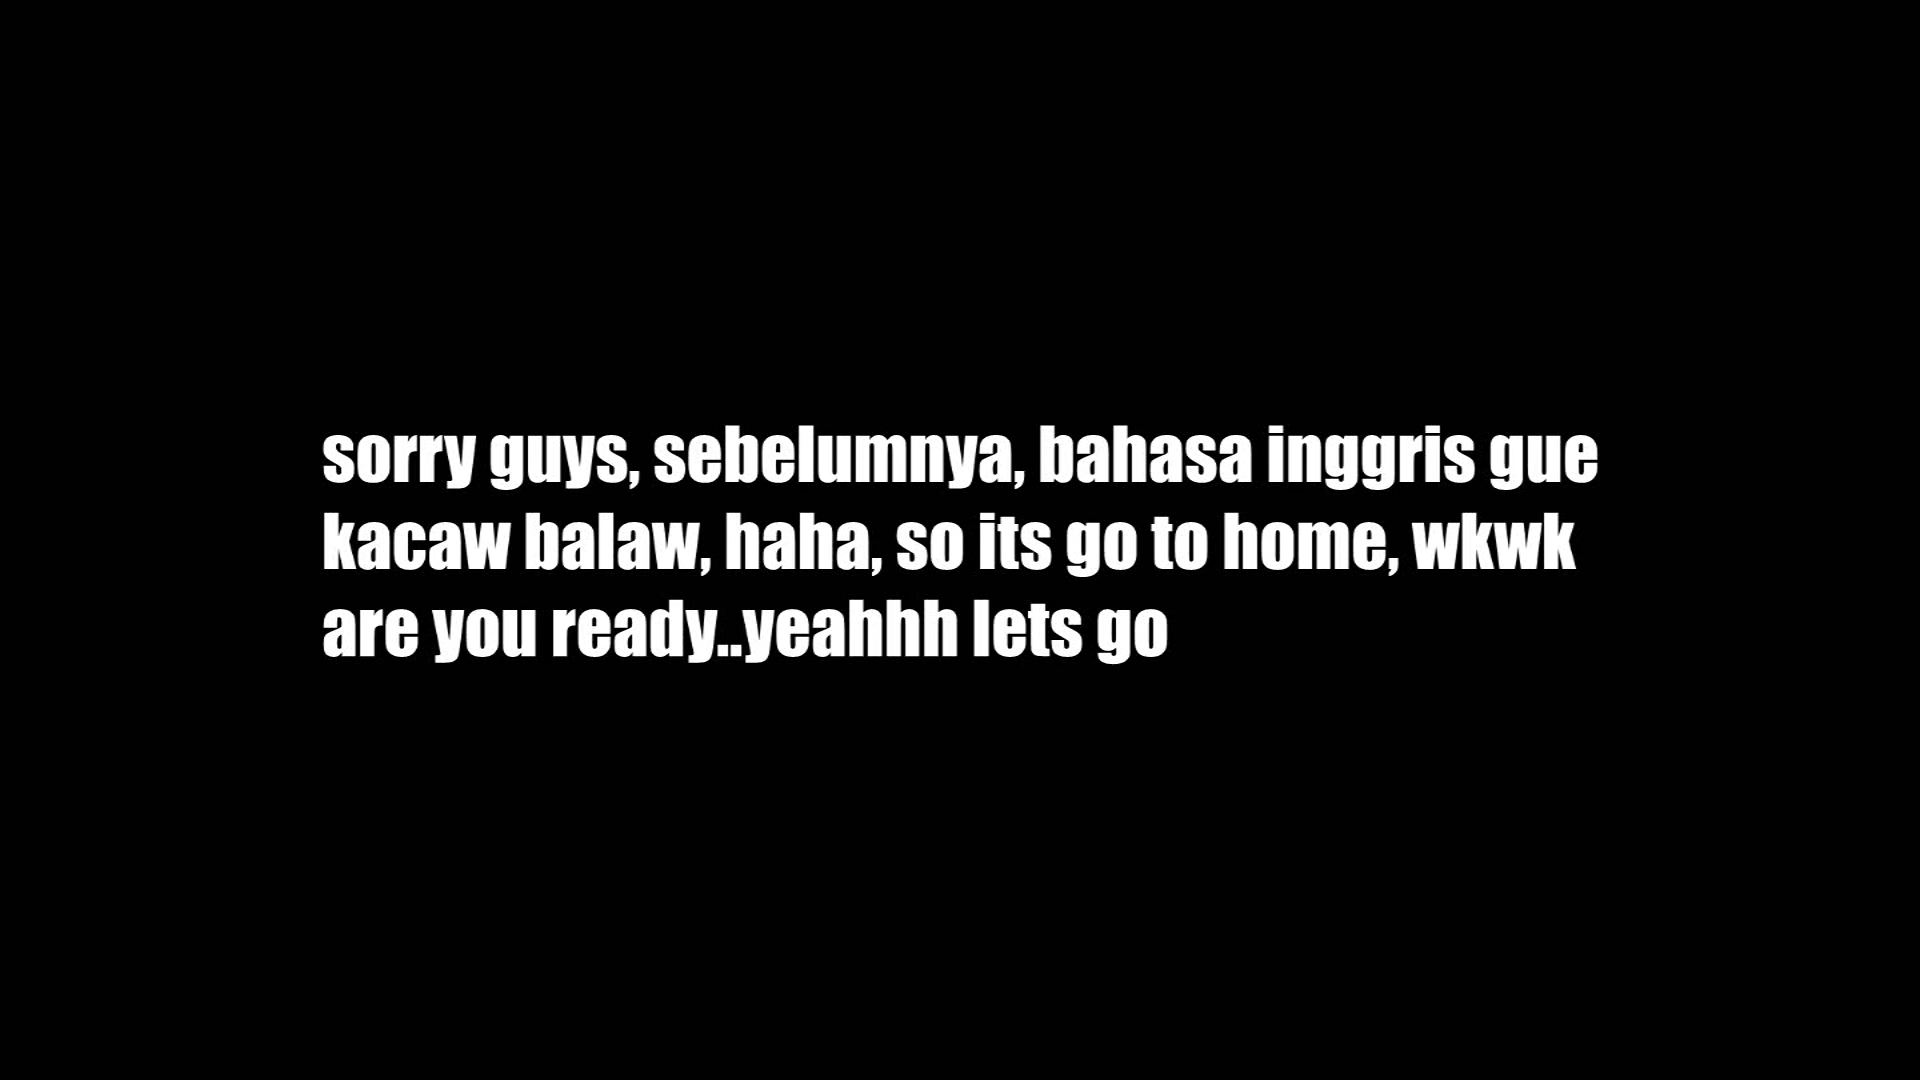 sorry guys, sebelumnya, bahasa inggris gue
kacaw balaw, haha, so its go to home, wkwk
are you ready..yeahhh lets go